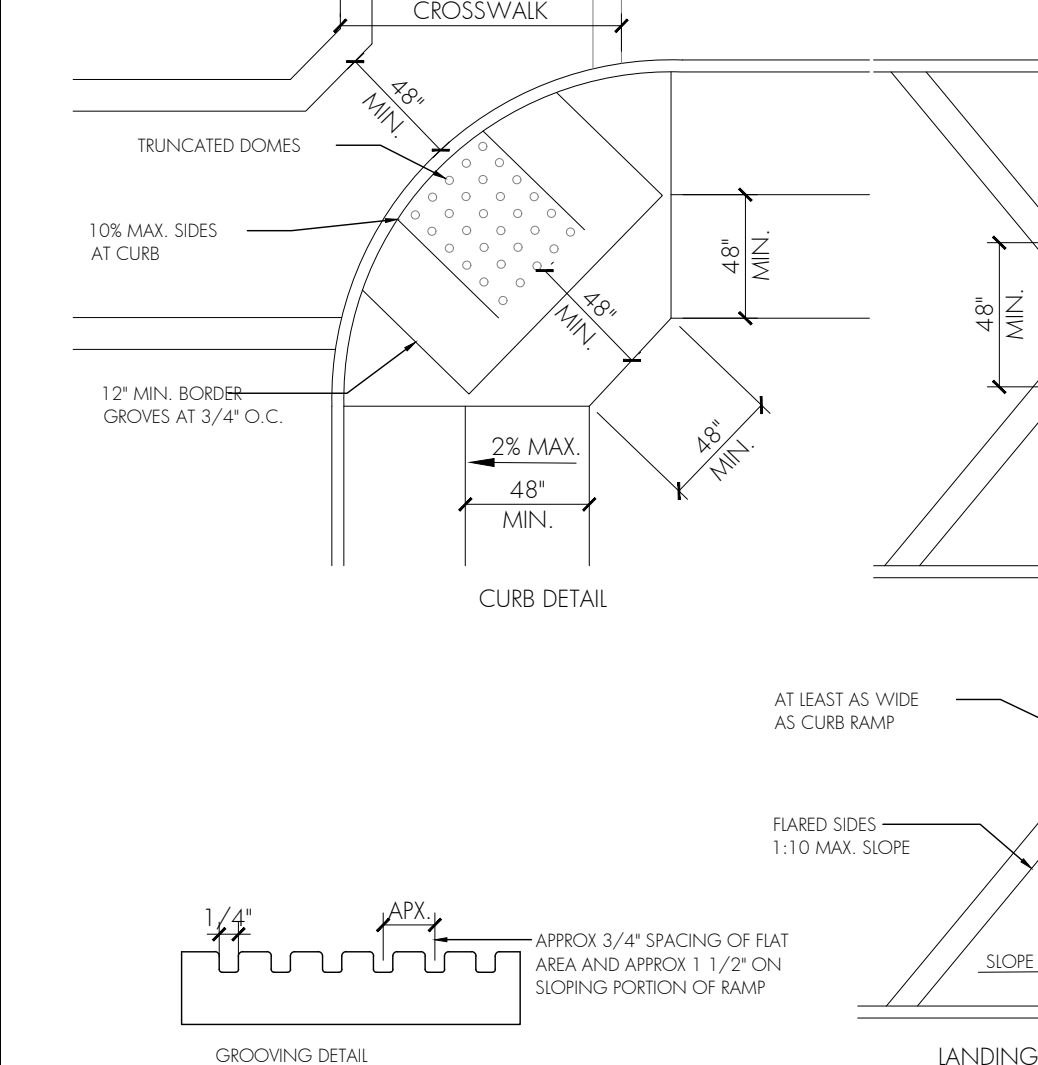 CROSSWALK
48"
MIN.
TRUNCATED DOMES
10% MAX. SIDES
AT CURB
48"
MIN.
48"
MIN.
48"
MIN.
12" MIN. BORDER
GROVES AT 3/4" O.C.
48"
MIN.
2% MAX.
48"
MIN.
CURB DETAIL
AT LEAST AS WIDE
AS CURB RAMP
FLARED SIDES
1:10 MAX. SLOPE
SLOPE
LANDING
1/4"
APX.
APPROX 3/4" SPACING OF FLAT
AREA AND APPROX 1 1/2" ON
SLOPING PORTION OF RAMP
GROOVING DETAIL